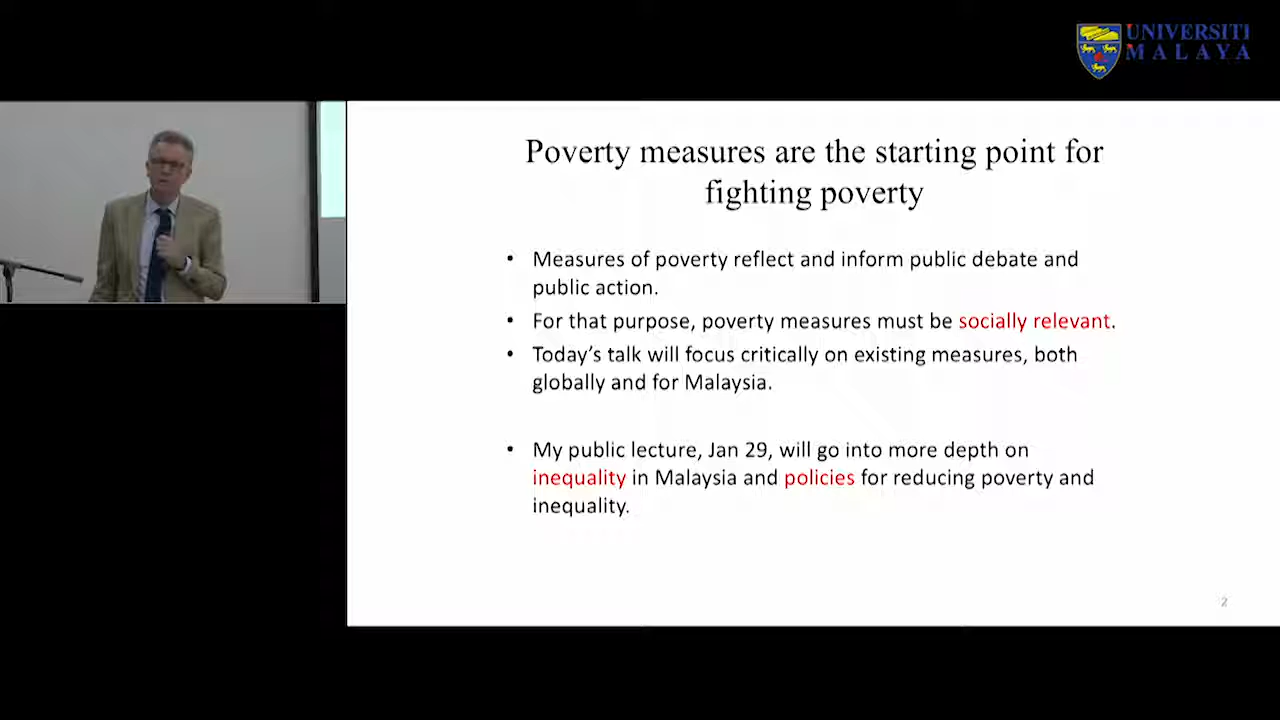 UNIVERSITI
MALAYA
Poverty measures are the starting point for
fighting poverty
• Measures of poverty reflect and inform public debate and
public action.
• For that purpose, poverty measures must be socially relevant.
• Today's talk will focus critically on existing measures, both
globally and for Malaysia.
• My public lecture, Jan 29, will go into more depth on
inequality in Malaysia and policies for reducing poverty and
inequality.
2